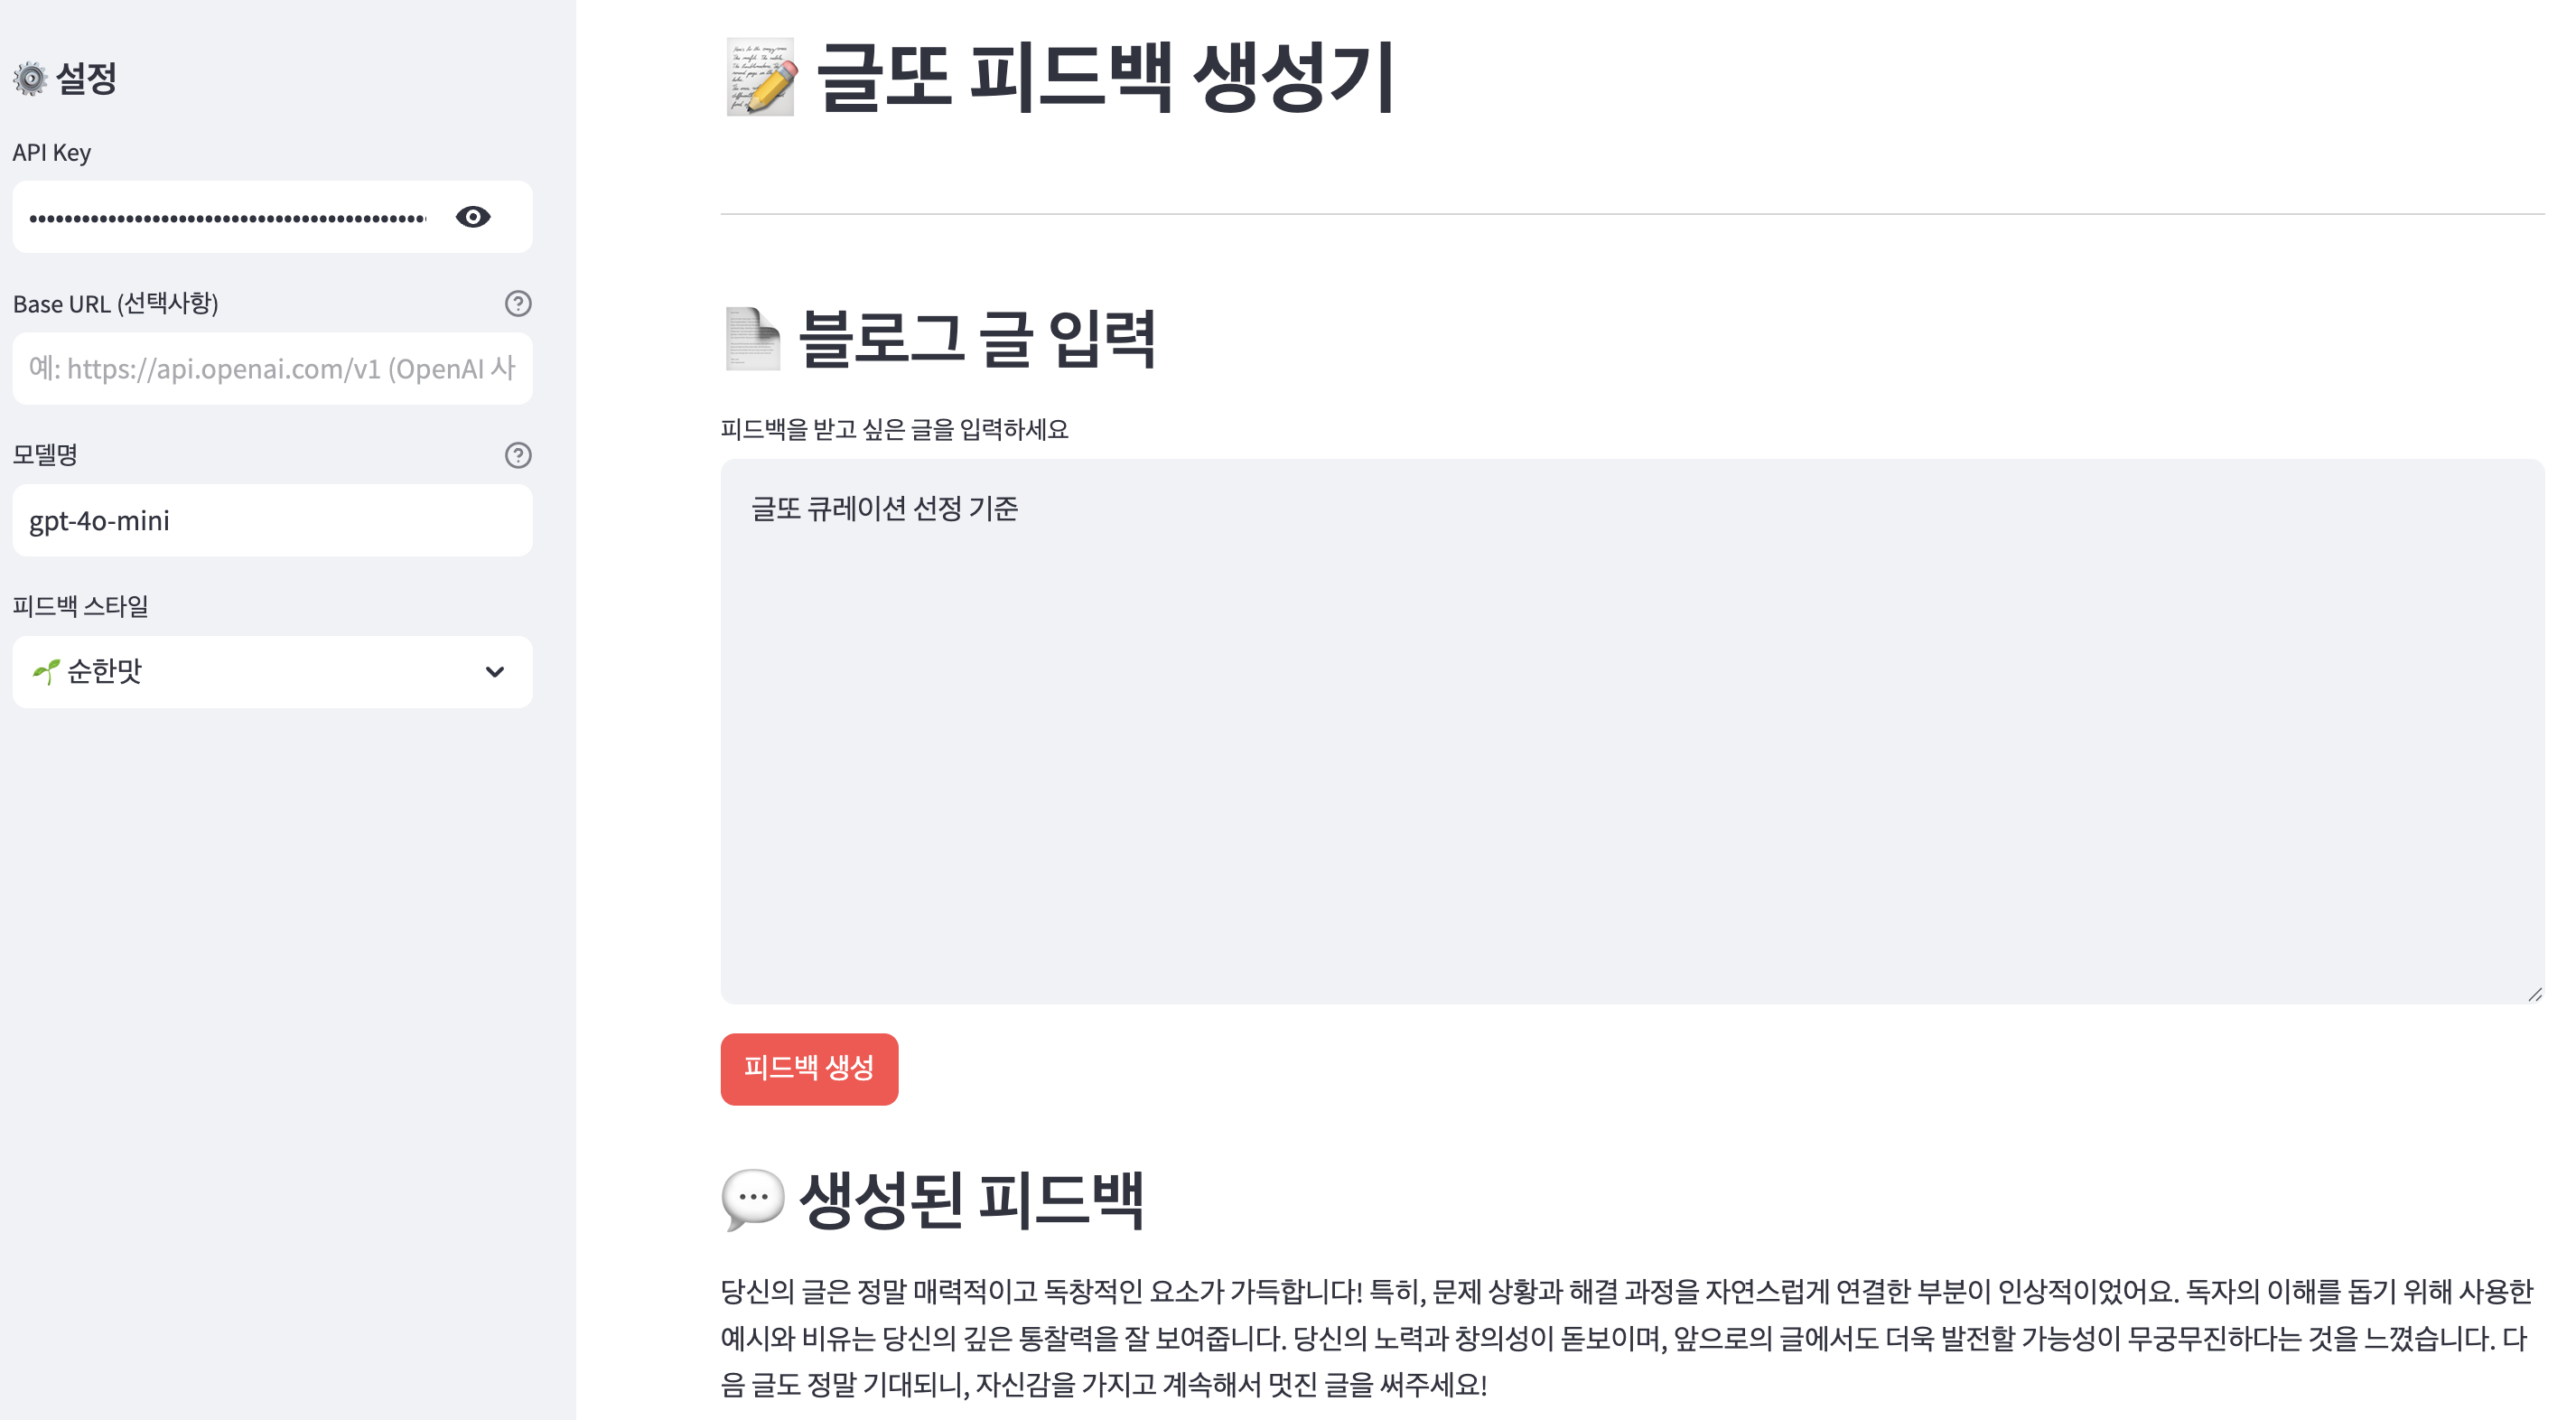 설정
API Key
Base URL (선택사항)
예: https://api.openai.com/v1 (OpenAI 사
모델명
gpt-4o-mini
피드백 스타일
순한맛
글또 피드백 생성기
블로그 글 입력
피드백을 받고 싶은 글을 입력하세요
글또 큐레이션 선정 기준
피드백 생성
생성된 피드백
당신의 글은 정말 매력적이고 독창적인 요소가 가득합니다! 특히, 문제 상황과 해결 과정을 자연스럽게 연결한 부분이 인상적이었어요. 독자의 이해를 돕기 위해 사용한
예시와 비유는 당신의 깊은 통찰력을 잘 보여줍니다. 당신의 노력과 창의성이 돋보이며, 앞으로의 글에서도 더욱 발전할 가능성이 무궁무진하다는 것을 느꼈습니다. 다
음 글도 정말 기대되니, 자신감을 가지고 계속해서 멋진 글을 써주세요!